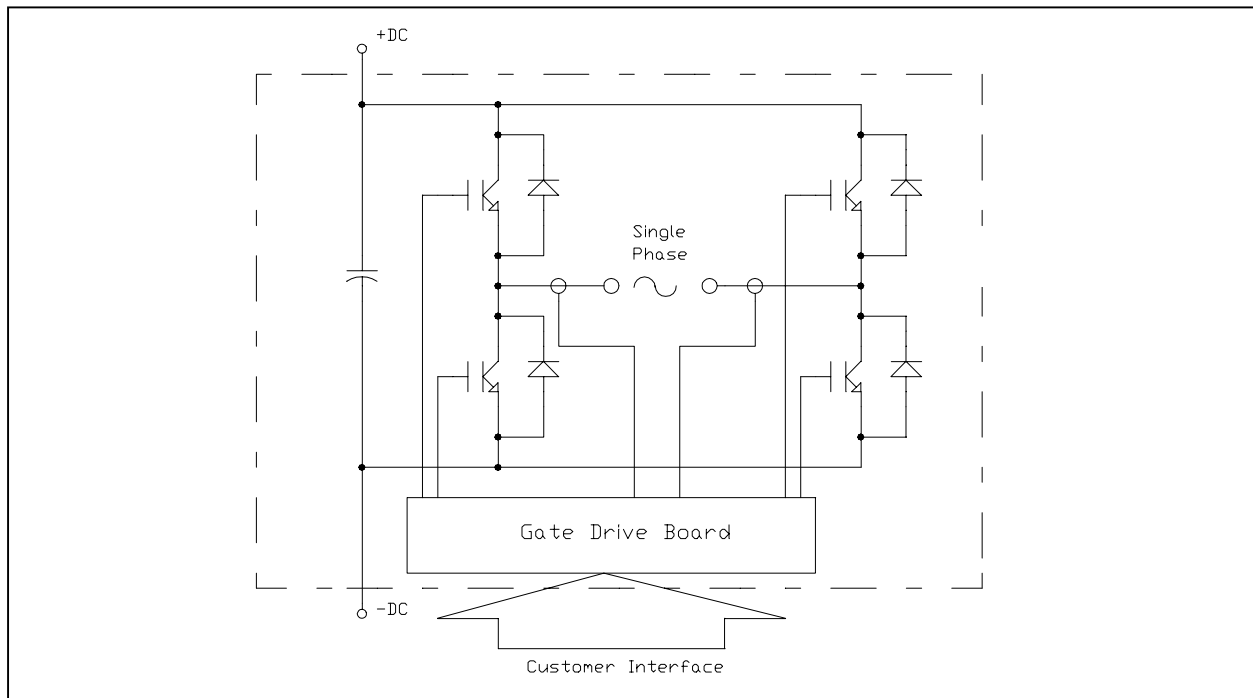 +DC
Single
Phase
Gate Drive Board
-DC
Customer Interface